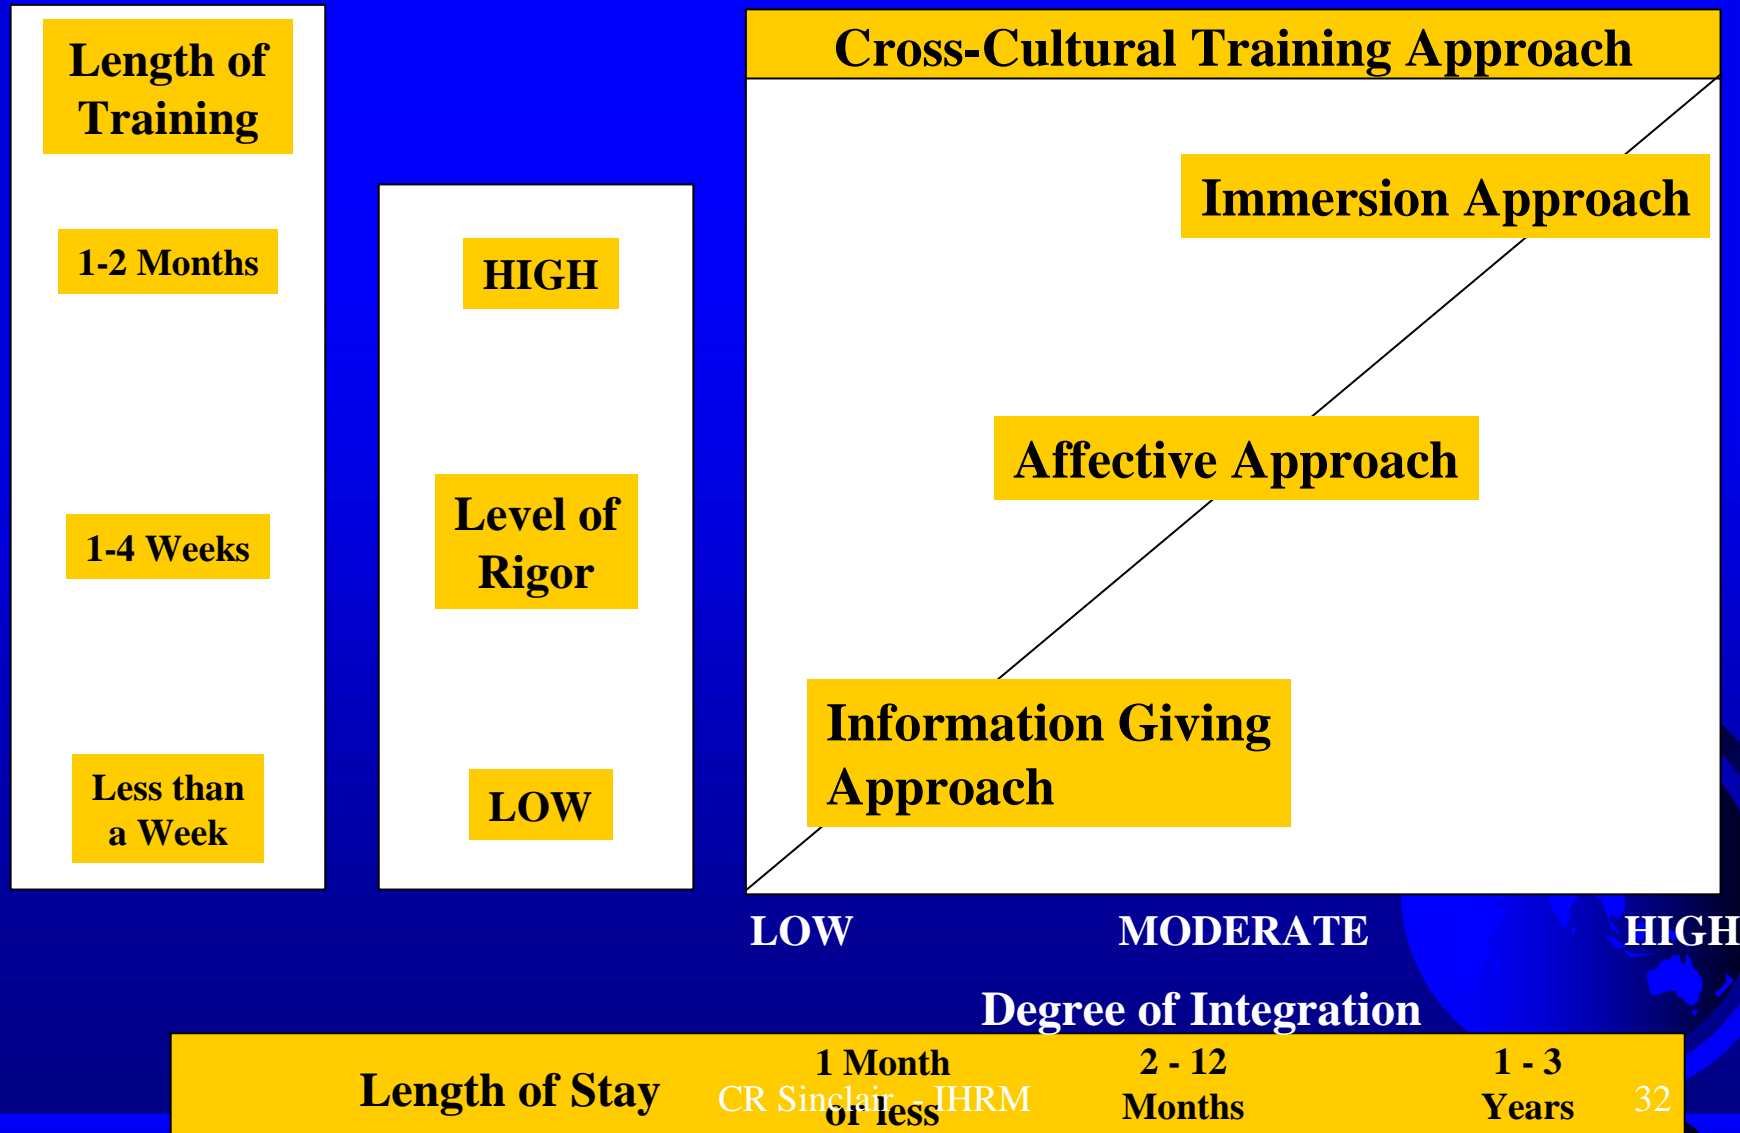 Length of
Training
1-2 Months
1-4 Weeks
Less than
a Week
HIGH
Level of
Rigor
LOW
Cross-Cultural Training Approach
Immersion Approach
Affective Approach
Information Giving
Approach
LOW MODERATE HIGH
Degree of Integration
Length of Stay
1 Month
or less
2 - 12
Months
1 - 3
Years
CR Sinclair - IHRM
32